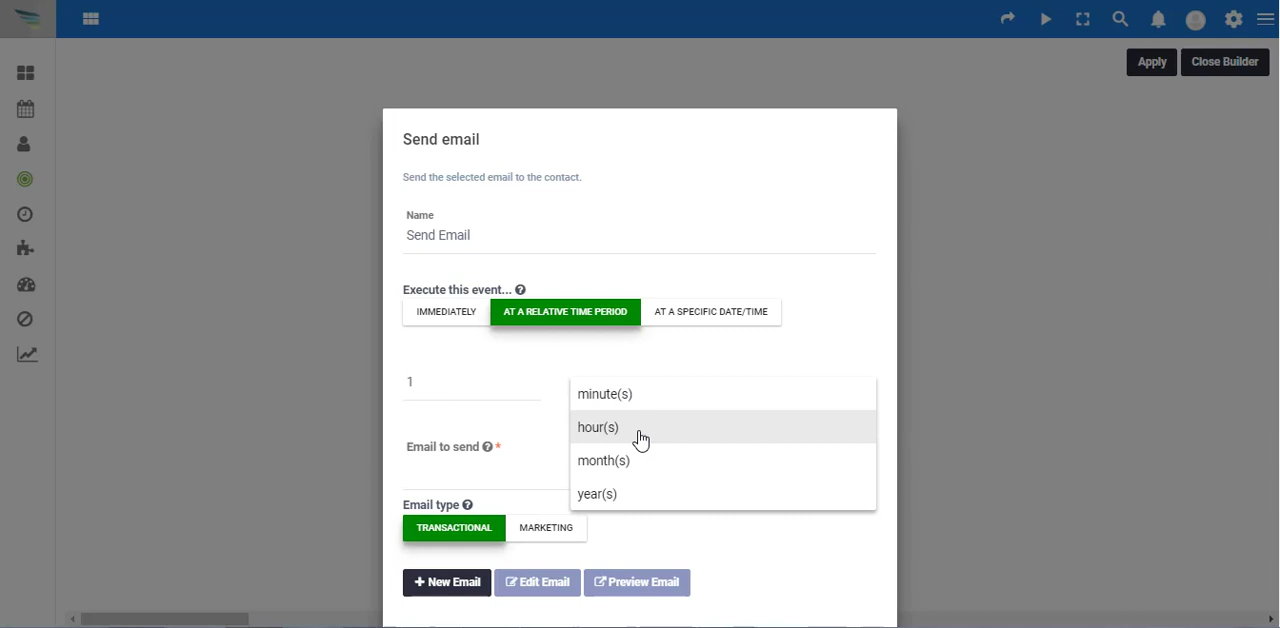 Apply
Close Builder
Send email
Send the selected email to the contact.
Name
Send Email
Execute this event...
IMMEDIATELY
AT A RELATIVE TIME PERIOD
AT A SPECIFIC DATE/TIME
1
minute(s)
hour(s)
month(s)
year(s)
Email to send *
Email type
TRANSACTIONAL
MARKETING
New Email
Edit Email
Preview Email